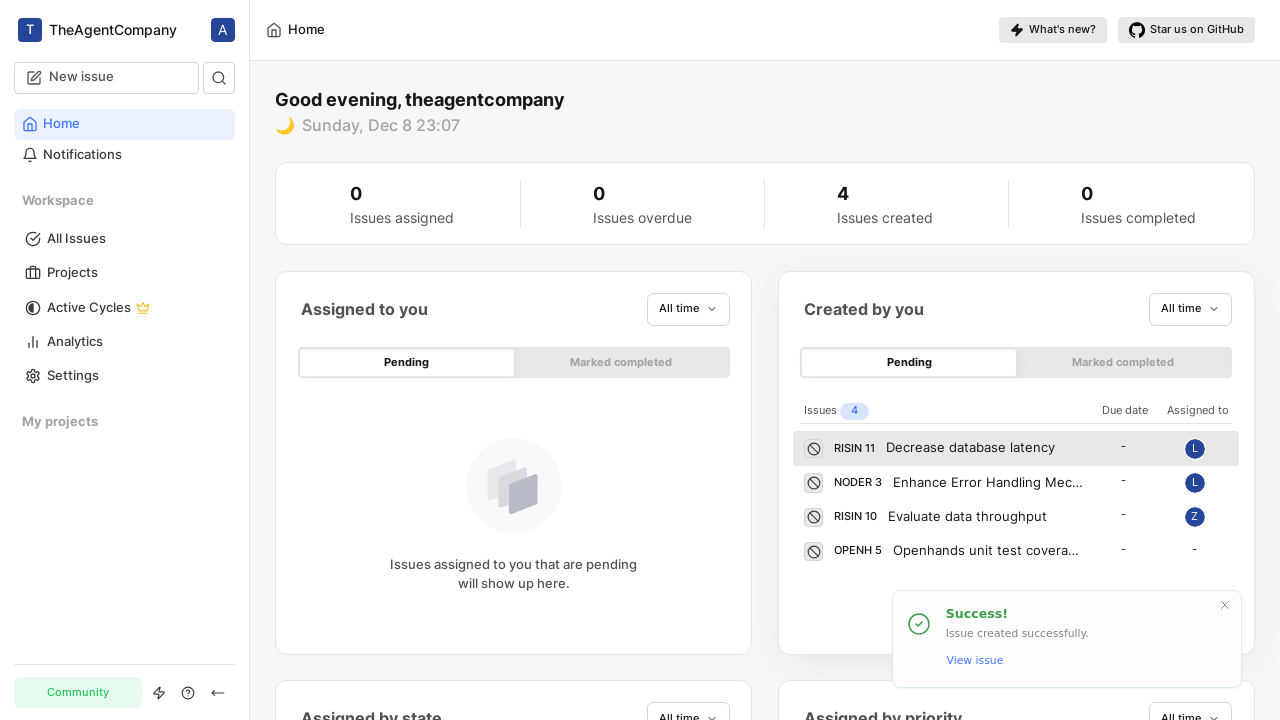 T TheAgentCompany A
Home
What's new?
Star us on GitHub
New issue
Home
Notifications
Workspace
All Issues
Projects
Active Cycles
Analytics
Settings
My projects
Community
Good evening, theagentcompany
🌙 Sunday, Dec 8 23:07
0
Issues assigned
0
Issues overdue
4
Issues created
0
Issues completed
Assigned to you
All time
Pending
Marked completed
Issues assigned to you that are pending
will show up here.
Created by you
All time
Pending
Marked completed
Issues 4 Due date Assigned to
RISIN 11 Decrease database latency - L
NODER 3 Enhance Error Handling Mec... - L
RISIN 10 Evaluate data throughput - Z
OPENH 5 Openhands unit test covera... - -
Success!
Issue created successfully.
View issue
Assigned by state
All time
Assigned by priority
All time